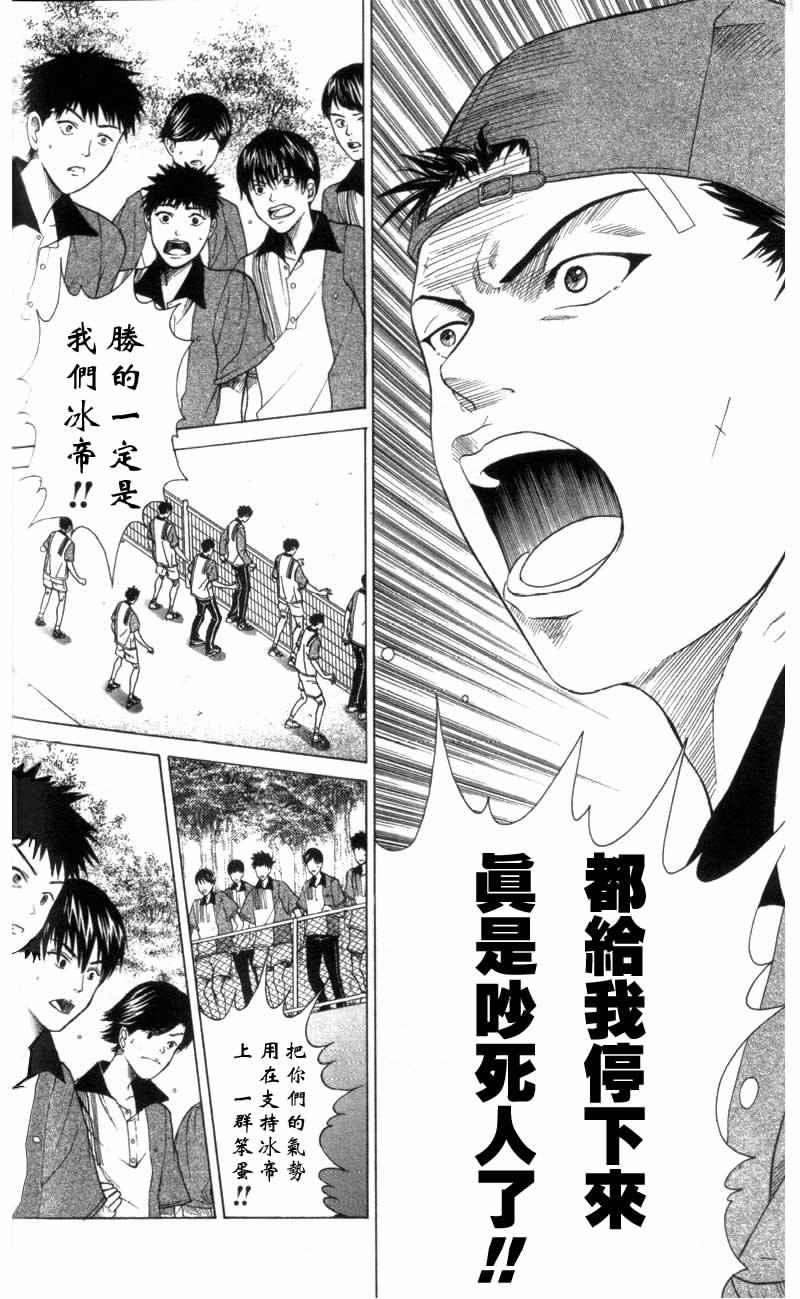 都給我停下來
真是吵死人了!!
勝的一定是
我們冰帝!!
把你們的氣勢
用在支持冰帝
上 一群笨蛋!!